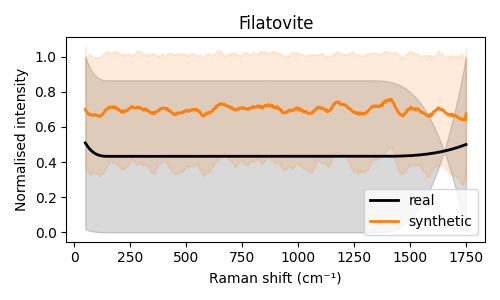 Filatovite
Normalised intensity
1.0
0.8
0.6
0.4
0.2
0.0
real
synthetic
0 250 500 750 1000 1250 1500 1750
Raman shift (cm⁻¹)